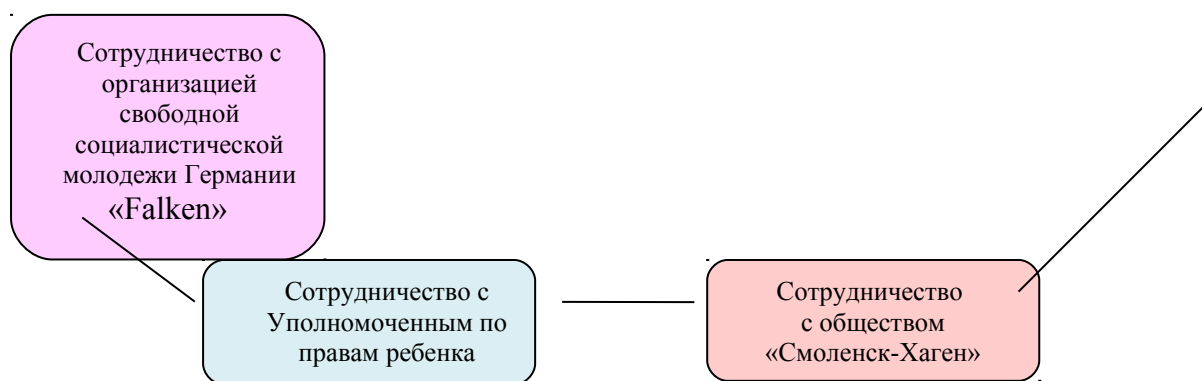 Сотрудничество с
организацией
свободной
социалистической
молодежи Германии
«Falken»
Сотрудничество с
Уполномоченным по
правам ребенка
Сотрудничество
с обществом
«Смоленск-Хаген»